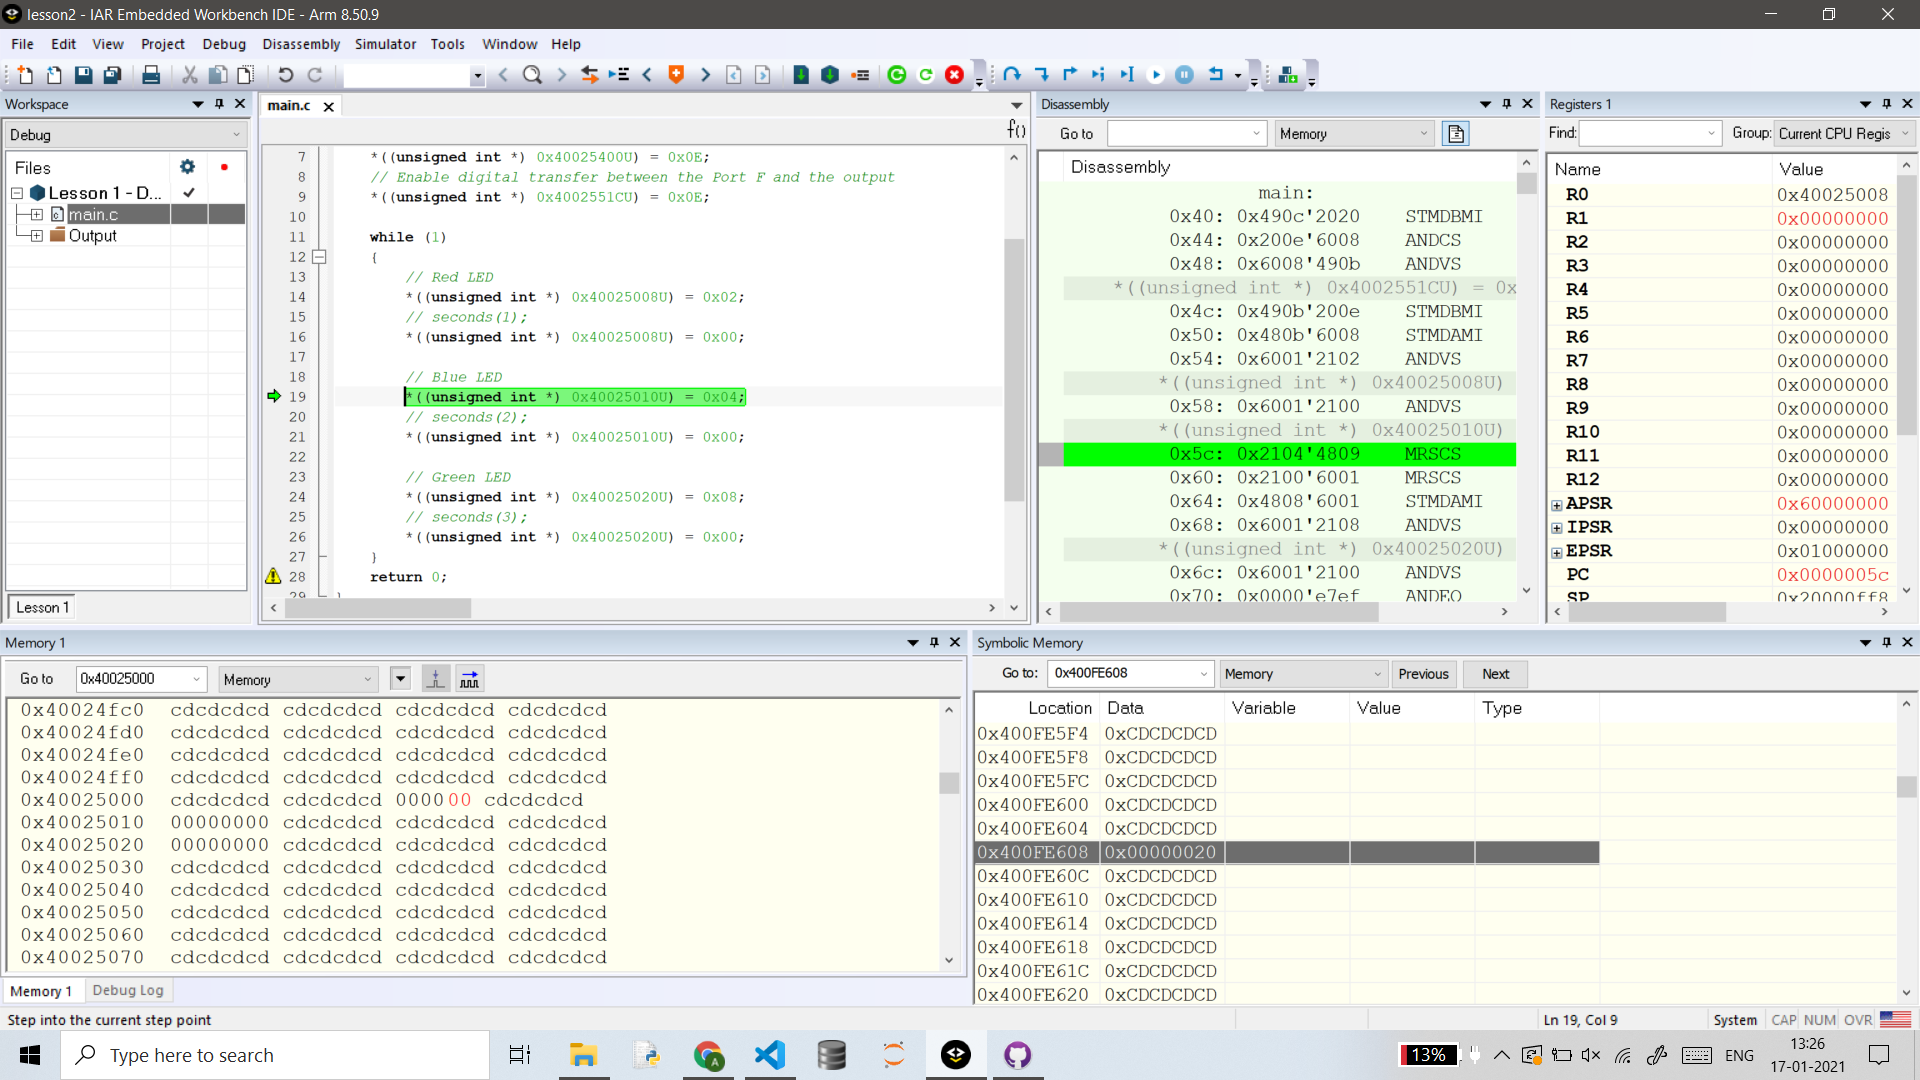 lesson2 - IAR Embedded Workbench IDE - Arm 8.50.9
File Edit View Project Debug Disassembly Simulator Tools Window Help
Workspace
Debug
Files
Lesson 1 - D...
main.c
Output
Lesson 1
main.c
f()
7 *((unsigned int *) 0x40025400U) = 0x0E;
8 // Enable digital transfer between the Port F and the output
9 *((unsigned int *) 0x4002551CU) = 0x0E;
10
11 while (1)
12 {
13 // Red LED
14 *((unsigned int *) 0x40025008U) = 0x02;
15 // seconds(1);
16 *((unsigned int *) 0x40025008U) = 0x00;
17
18 // Blue LED
19 *((unsigned int *) 0x40025010U) = 0x04;
20 // seconds(2);
21 *((unsigned int *) 0x40025010U) = 0x00;
22
23 // Green LED
24 *((unsigned int *) 0x40025020U) = 0x08;
25 // seconds(3);
26 *((unsigned int *) 0x40025020U) = 0x00;
27 }
28 return 0;
29 }
Disassembly
Go to Memory
Disassembly
main:
0x40: 0x490c'2020 STMDBMI
0x44: 0x200e'6008 ANDCS
0x48: 0x6008'490b ANDVS
*((unsigned int *) 0x4002551CU) = 0x
0x4c: 0x490b'200e STMDBMI
0x50: 0x480b'6008 STMDAMI
0x54: 0x6001'2102 ANDVS
*((unsigned int *) 0x40025008U)
0x58: 0x6001'2100 ANDVS
*((unsigned int *) 0x40025010U)
0x5c: 0x2104'4809 MRSCS
0x60: 0x2100'6001 MRSCS
0x64: 0x4808'6001 STMDAMI
0x68: 0x6001'2108 ANDVS
*((unsigned int *) 0x40025020U)
0x6c: 0x6001'2100 ANDVS
0x70: 0x0000'e7ef ANDEQ
Registers 1
Find: Group: Current CPU Regis
Name Value
R0 0x40025008
R1 0x00000000
R2 0x00000000
R3 0x00000000
R4 0x00000000
R5 0x00000000
R6 0x00000000
R7 0x00000000
R8 0x00000000
R9 0x00000000
R10 0x00000000
R11 0x00000000
R12 0x00000000
APSR 0x60000000
IPSR 0x00000000
EPSR 0x01000000
PC 0x0000005c
SP 0x20000ff8
Memory 1
Go to 0x40025000 Memory
0x40024fc0 cdcdcdcd cdcdcdcd cdcdcdcd cdcdcdcd
0x40024fd0 cdcdcdcd cdcdcdcd cdcdcdcd cdcdcdcd
0x40024fe0 cdcdcdcd cdcdcdcd cdcdcdcd cdcdcdcd
0x40024ff0 cdcdcdcd cdcdcdcd cdcdcdcd cdcdcdcd
0x40025000 cdcdcdcd cdcdcdcd 000000 cdcdcdcd
0x40025010 00000000 cdcdcdcd cdcdcdcd cdcdcdcd
0x40025020 00000000 cdcdcdcd cdcdcdcd cdcdcdcd
0x40025030 cdcdcdcd cdcdcdcd cdcdcdcd cdcdcdcd
0x40025040 cdcdcdcd cdcdcdcd cdcdcdcd cdcdcdcd
0x40025050 cdcdcdcd cdcdcdcd cdcdcdcd cdcdcdcd
0x40025060 cdcdcdcd cdcdcdcd cdcdcdcd cdcdcdcd
0x40025070 cdcdcdcd cdcdcdcd cdcdcdcd cdcdcdcd
Memory 1 Debug Log
Symbolic Memory
Go to: 0x400FE608 Memory Previous Next
Location Data Variable Value Type
0x400FE5F4 0xCDCDCDCD
0x400FE5F8 0xCDCDCDCD
0x400FE5FC 0xCDCDCDCD
0x400FE600 0xCDCDCDCD
0x400FE604 0xCDCDCDCD
0x400FE608 0x00000020
0x400FE60C 0xCDCDCDCD
0x400FE610 0xCDCDCDCD
0x400FE614 0xCDCDCDCD
0x400FE618 0xCDCDCDCD
0x400FE61C 0xCDCDCDCD
0x400FE620 0xCDCDCDCD
Step into the current step point
Ln 19, Col 9 System CAP NUM OVR
Type here to search
13% ENG
13:26
17-01-2021